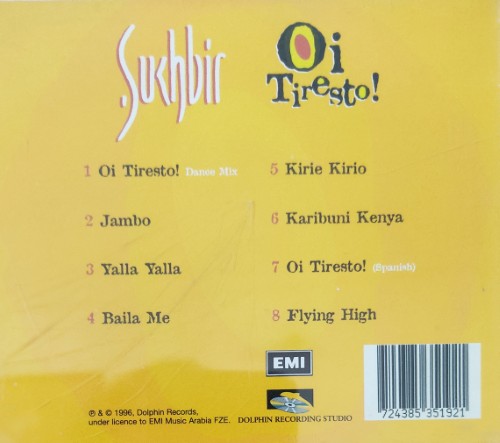 Sukhbir
Oi
Tiresto!
1 Oi Tiresto! Dance Mix
2 Jambo
3 Yalla Yalla
4 Baila Me
5 Kirie Kirio
6 Karibuni Kenya
7 Oi Tiresto! (Spanish)
8 Flying High
EMI
DOLPHIN RECORDING STUDIO
℗ & © 1996, Dolphin Records,
under licence to EMI Music Arabia FZE.
724385 351921